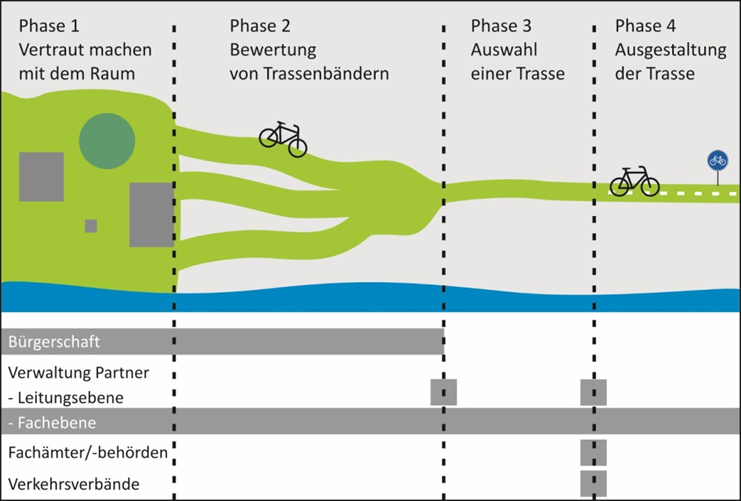 Phase 1
Vertraut machen
mit dem Raum
Phase 2
Bewertung
von Trassenbändern
Phase 3
Auswahl
einer Trasse
Phase 4
Ausgestaltung
der Trasse
Bürgerschaft
Verwaltung Partner
- Leitungsebene
- Fachebene
Fachämter/-behörden
Verkehrsverbände